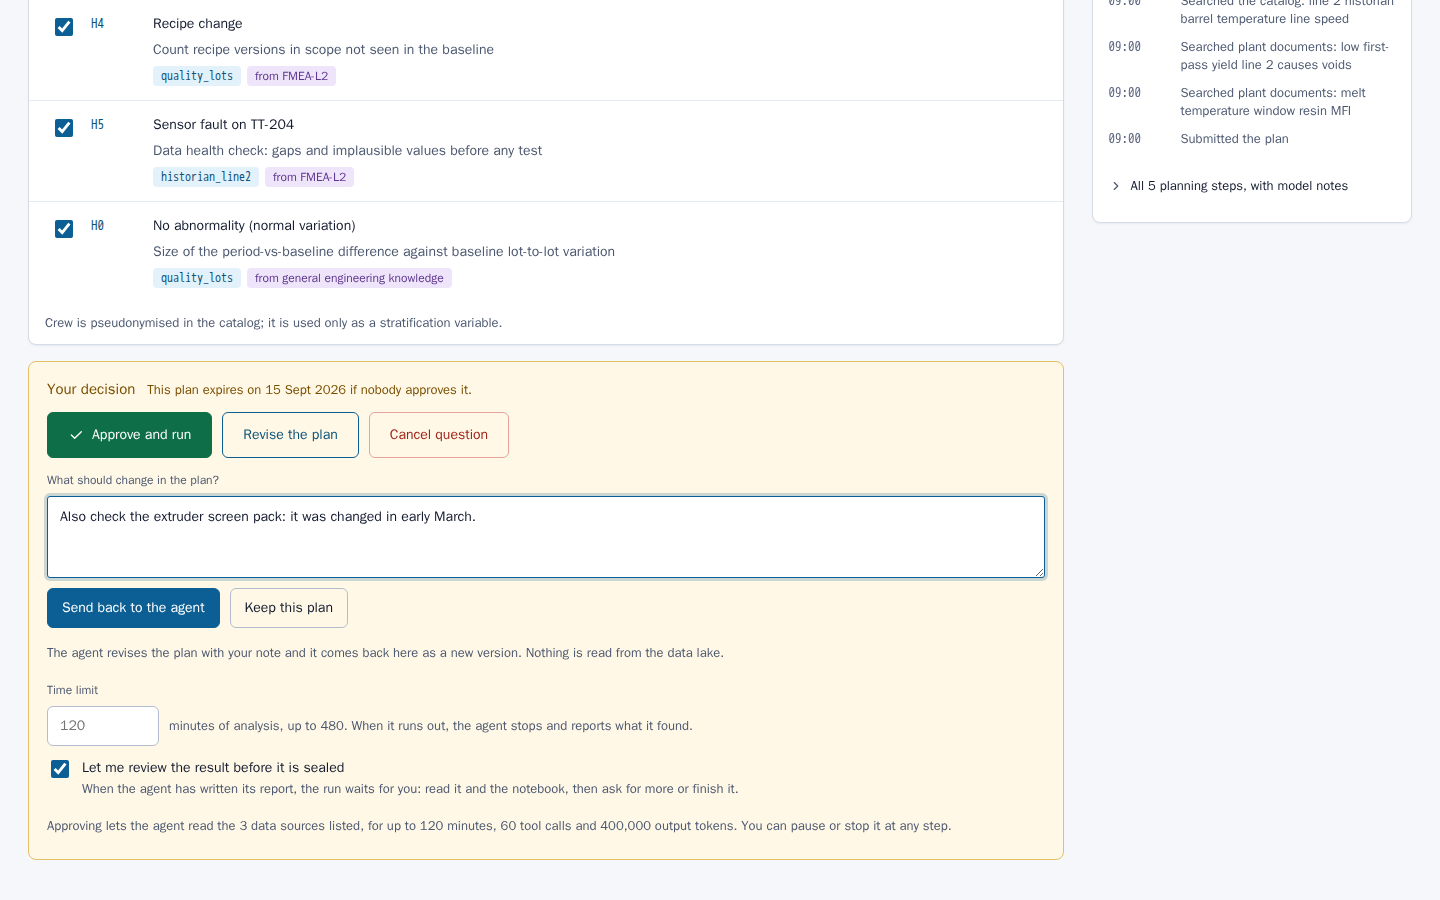 H4 Recipe change
Count recipe versions in scope not seen in the baseline
quality_lots from FMEA-L2
H5 Sensor fault on TT-204
Data health check: gaps and implausible values before any test
historian_line2 from FMEA-L2
H0 No abnormality (normal variation)
Size of the period-vs-baseline difference against baseline lot-to-lot variation
quality_lots from general engineering knowledge
Crew is pseudonymised in the catalog; it is used only as a stratification variable.
Your decision This plan expires on 15 Sept 2026 if nobody approves it.
Approve and run Revise the plan Cancel question
What should change in the plan?
Also check the extruder screen pack: it was changed in early March.
Send back to the agent Keep this plan
The agent revises the plan with your note and it comes back here as a new version. Nothing is read from the data lake.
Time limit
120 minutes of analysis, up to 480. When it runs out, the agent stops and reports what it found.
Let me review the result before it is sealed
When the agent has written its report, the run waits for you: read it and the notebook, then ask for more or finish it.
Approving lets the agent read the 3 data sources listed, for up to 120 minutes, 60 tool calls and 400,000 output tokens. You can pause or stop it at any step.
09:00 Searched the catalog: line 2 historian
barrel temperature line speed
09:00 Searched plant documents: low first-
pass yield line 2 causes voids
09:00 Searched plant documents: melt
temperature window resin MFI
09:00 Submitted the plan
All 5 planning steps, with model notes